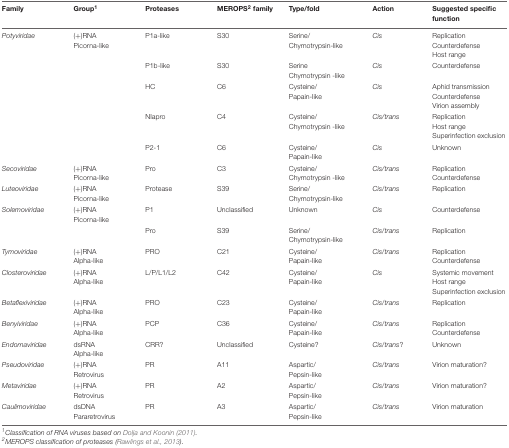 Family Group1 Proteases MEROPS2 family Type/fold Action Suggested specific
function
Potyviridae (+)RNA P1a-like S30 Serine/ Cis Replication
Picorna-like Chymotrypsin-like Counterdefense
Host range
P1b-like S30 Serine Cis Counterdefense
Chymotrypsin -like
HC C6 Cysteine/ Cis Aphid transmission
Papain-like Counterdefense
Virion assembly
NIapro C4 Cysteine/ Cis/trans Replication
Chymotrypsin -like Host range
Superinfection exclusion
P2-1 C6 Cysteine/ Cis Unknown
Papain-like
Secoviridae (+)RNA Pro C3 Cysteine/ Cis/trans Replication
Picorna-like Chymotrypsin -like Counterdefense
Luteoviridae (+)RNA Protease S39 Serine/ Cis/trans Replication
Picorna-like Chymotrypsin-like
Solemoviridae (+)RNA P1 Unclassified Unknown Cis Counterdefense
Picorna-like
Pro S39 Serine/ Cis/trans Replication
Chymotrypsin-like
Tymoviridae (+)RNA PRO C21 Cysteine/ Cis/trans Replication
Alpha-like Papain-like Counterdefense
Closteroviridae (+)RNA L/P/L1/L2 C42 Cysteine/ Cis Systemic movement
Alpha-like Papain-like Host range
Superinfection exclusion
Betaflexiviridae (+)RNA PRO C23 Cysteine/ Cis/trans Replication
Alpha-like Papain-like
Benyiviridae (+)RNA PCP C36 Cysteine/ Cis/trans Replication
Alpha-like Papain-like Counterdefense
Endornaviridae dsRNA CRR? Unclassified Cysteine? Cis/trans? Unknown
Alpha-like
Pseudoviridae (+)RNA PR A11 Aspartic/ Cis/trans Virion maturation?
Retrovirus Pepsin-like
Metaviridae (+)RNA PR A2 Aspartic/ Cis/trans Virion maturation?
Retrovirus Pepsin-like
Caulimoviridae dsDNA PR A3 Aspartic/ Cis/trans Virion maturation
Pararetrovirus Pepsin-like
1Classification of RNA viruses based on Dolja and Koonin (2011).
2MEROPS classification of proteases (Rawlings et al., 2013).